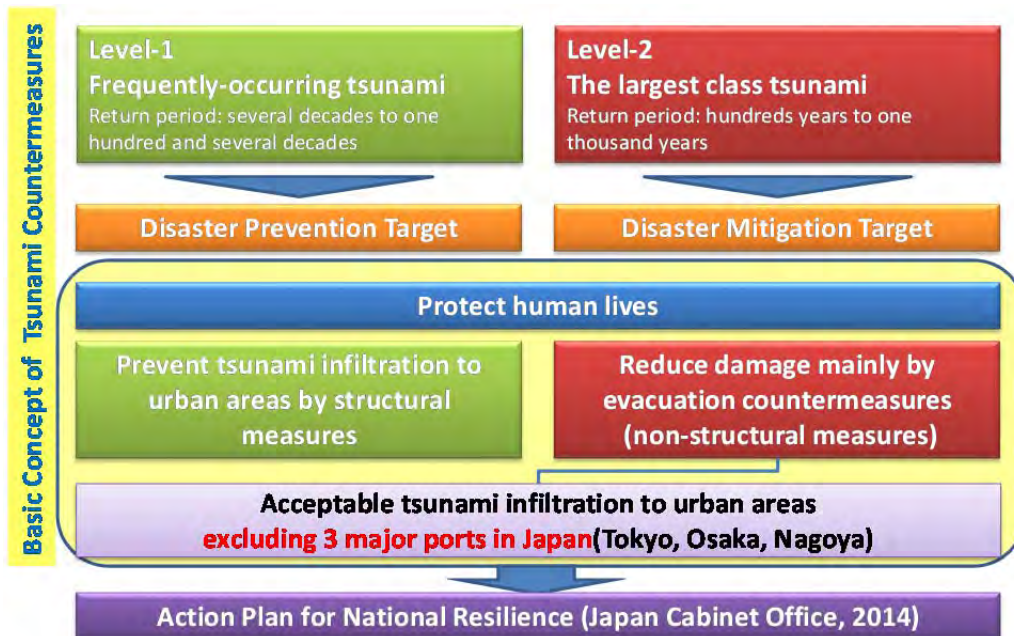 Basic Concept of Tsunami Countermeasures
Level-1
Frequently-occurring tsunami
Return period: several decades to one
hundred and several decades
Level-2
The largest class tsunami
Return period: hundreds years to one
thousand years
Disaster Prevention Target
Disaster Mitigation Target
Protect human lives
Prevent tsunami infiltration to
urban areas by structural
measures
Reduce damage mainly by
evacuation countermeasures
(non-structural measures)
Acceptable tsunami infiltration to urban areas
excluding 3 major ports in Japan(Tokyo, Osaka, Nagoya)
Action Plan for National Resilience (Japan Cabinet Office, 2014)